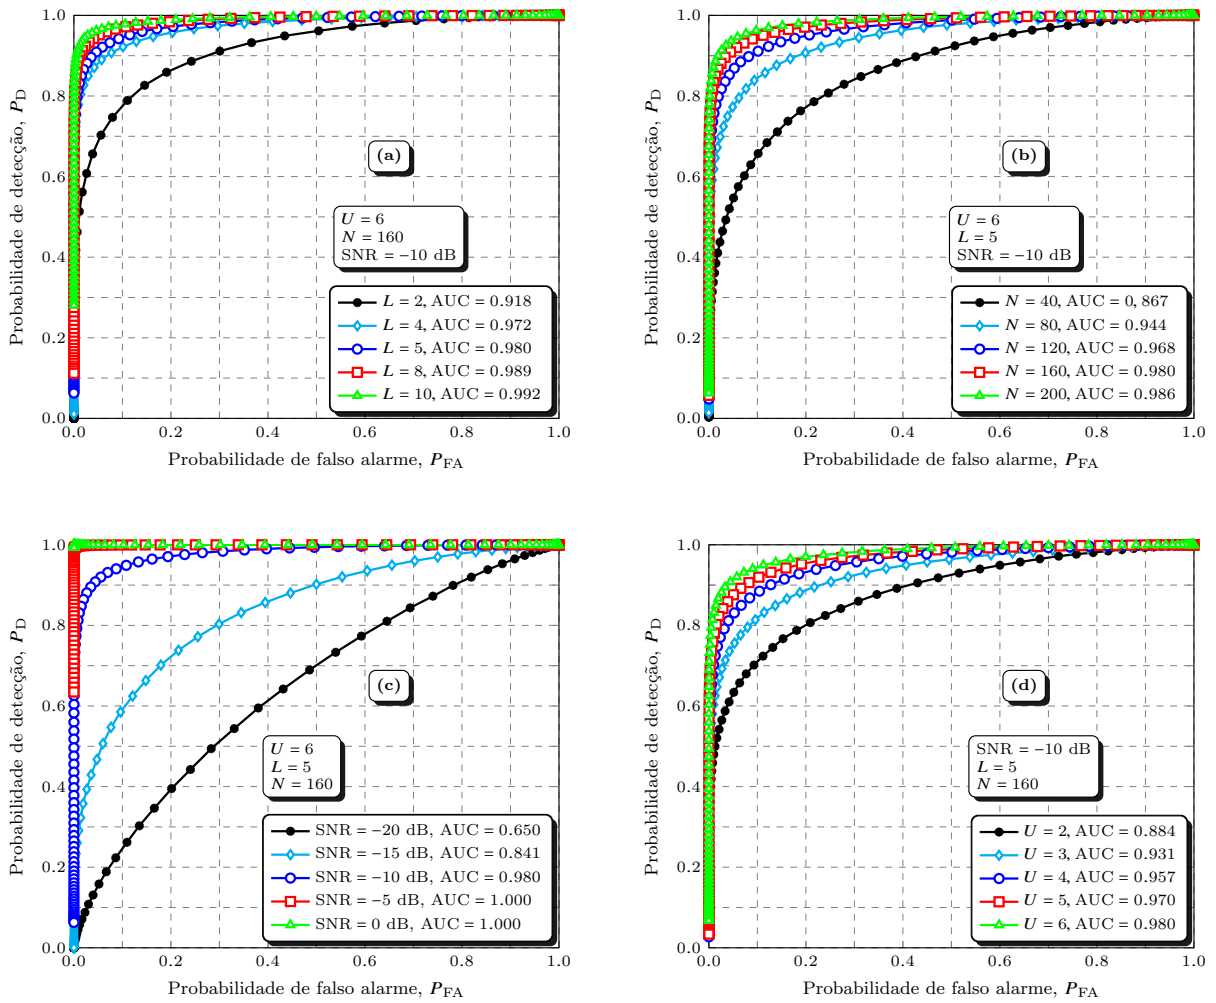 1.0
0.8
0.6
0.4
0.2
0.0
0.0 0.2 0.4 0.6 0.8 1.0
Probabilidade de detecção, P_D
Probabilidade de falso alarme, P_FA
(a)
U = 6
N = 160
SNR = −10 dB
L = 2, AUC = 0.918
L = 4, AUC = 0.972
L = 5, AUC = 0.980
L = 8, AUC = 0.989
L = 10, AUC = 0.992
1.0
0.8
0.6
0.4
0.2
0.0
0.0 0.2 0.4 0.6 0.8 1.0
Probabilidade de detecção, P_D
Probabilidade de falso alarme, P_FA
(b)
U = 6
L = 5
SNR = −10 dB
N = 40, AUC = 0,867
N = 80, AUC = 0.944
N = 120, AUC = 0.968
N = 160, AUC = 0.980
N = 200, AUC = 0.986
1.0
0.8
0.6
0.4
0.2
0.0
0.0 0.2 0.4 0.6 0.8 1.0
Probabilidade de detecção, P_D
Probabilidade de falso alarme, P_FA
(c)
U = 6
L = 5
N = 160
SNR = −20 dB, AUC = 0.650
SNR = −15 dB, AUC = 0.841
SNR = −10 dB, AUC = 0.980
SNR = −5 dB, AUC = 1.000
SNR = 0 dB, AUC = 1.000
1.0
0.8
0.6
0.4
0.2
0.0
0.0 0.2 0.4 0.6 0.8 1.0
Probabilidade de detecção, P_D
Probabilidade de falso alarme, P_FA
(d)
SNR = −10 dB
L = 5
N = 160
U = 2, AUC = 0.884
U = 3, AUC = 0.931
U = 4, AUC = 0.957
U = 5, AUC = 0.970
U = 6, AUC = 0.980